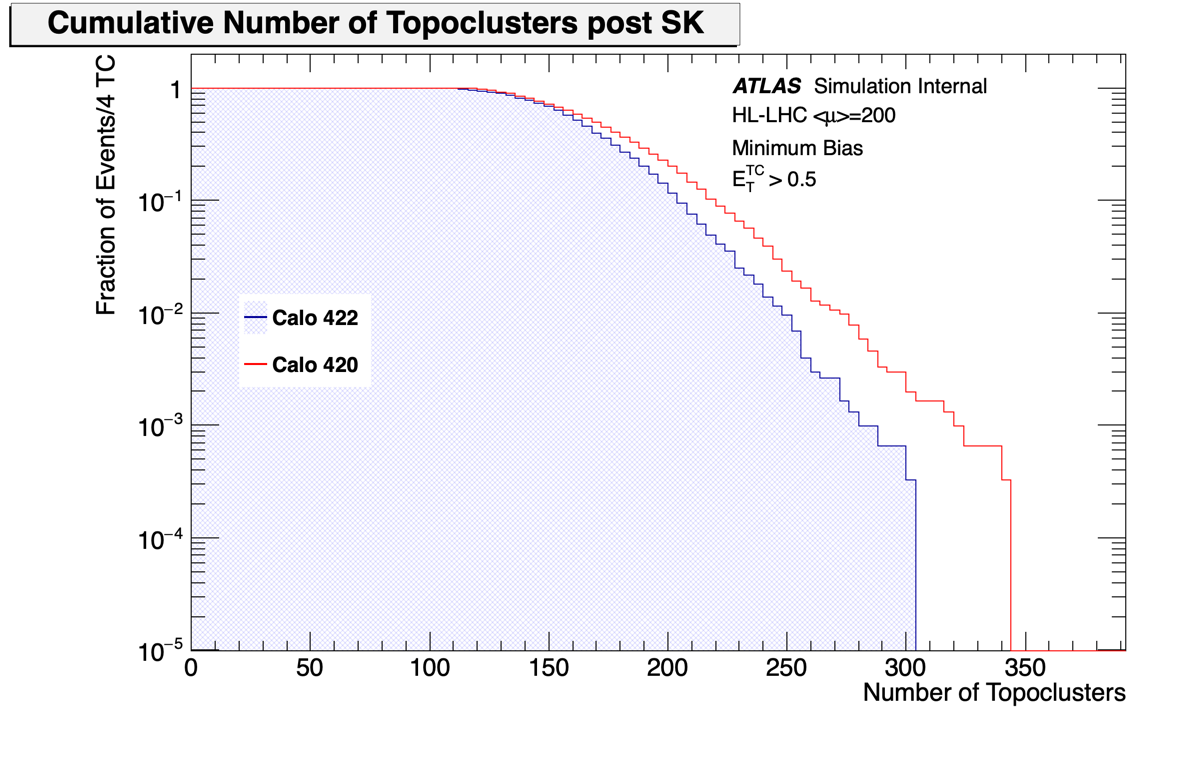 Cumulative Number of Topoclusters post SK
Fraction of Events/4 TC
1
10⁻¹
10⁻²
10⁻³
10⁻⁴
10⁻⁵
ATLAS Simulation Internal
HL-LHC <μ>=200
Minimum Bias
E_T^TC > 0.5
Calo 422
Calo 420
0 50 100 150 200 250 300 350
Number of Topoclusters